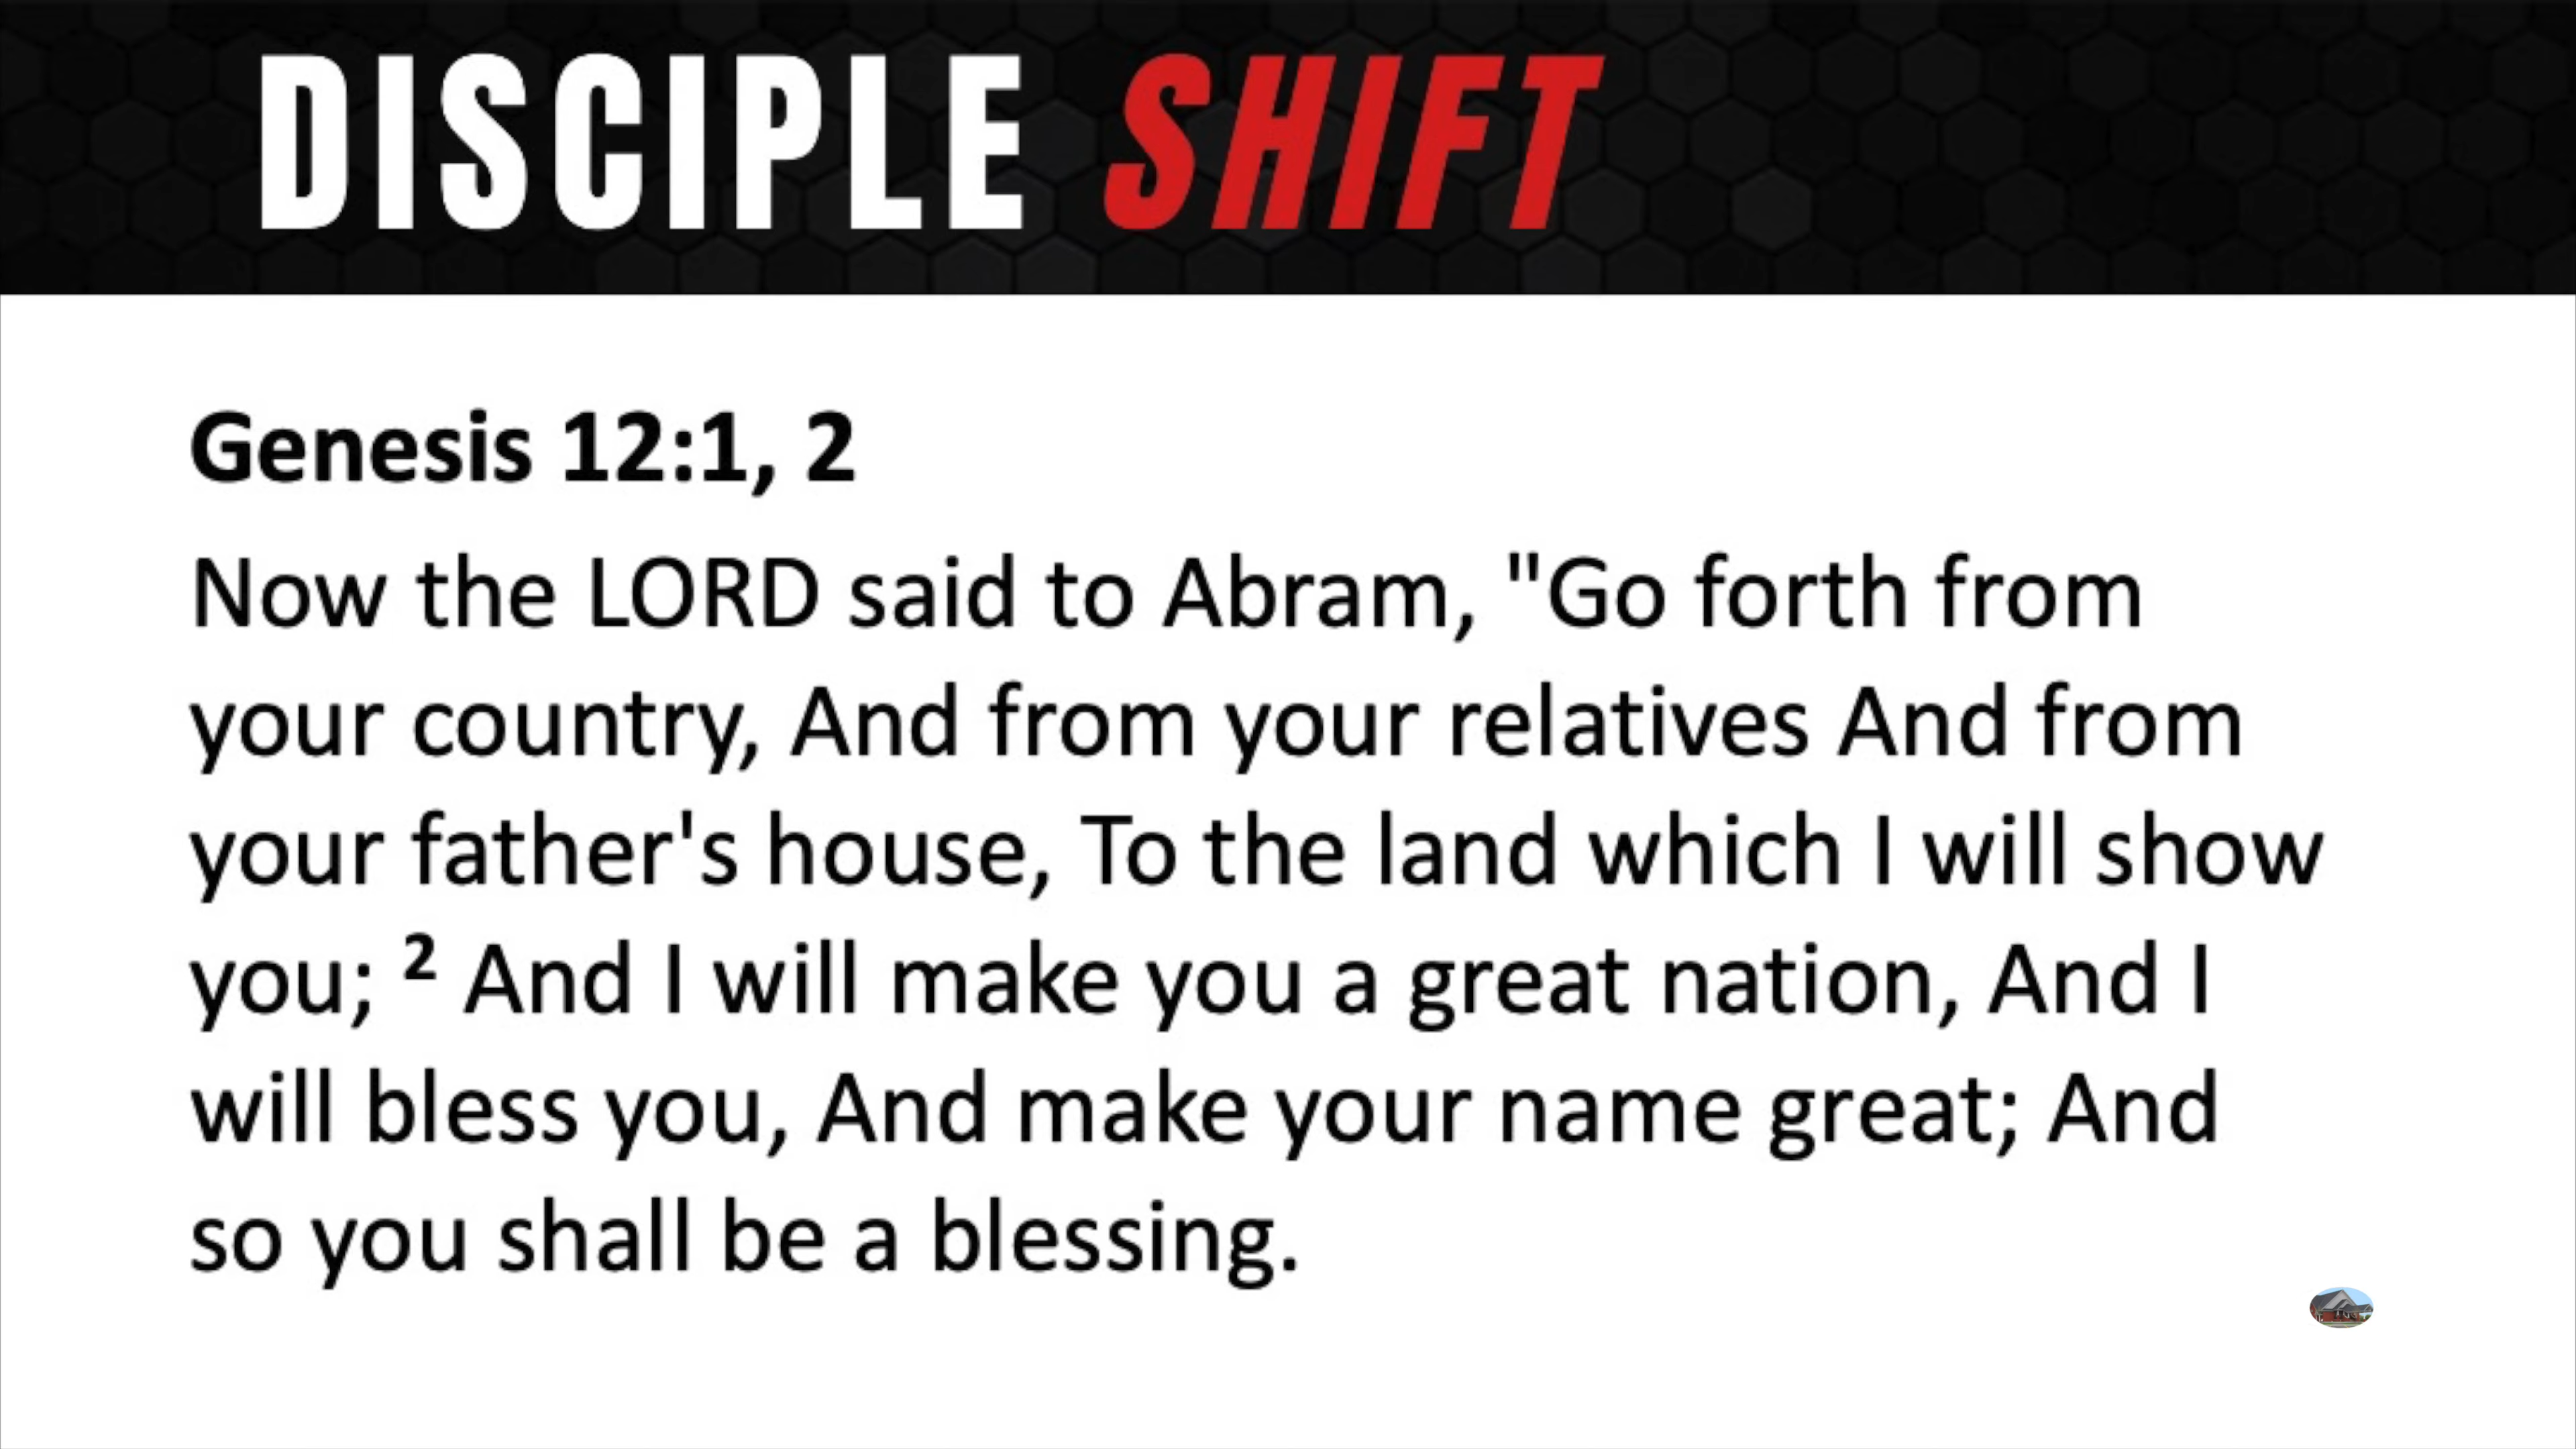 DISCIPLE SHIFT
Genesis 12:1, 2
Now the LORD said to Abram, "Go forth from
your country, And from your relatives And from
your father's house, To the land which I will show
you; ² And I will make you a great nation, And I
will bless you, And make your name great; And
so you shall be a blessing.